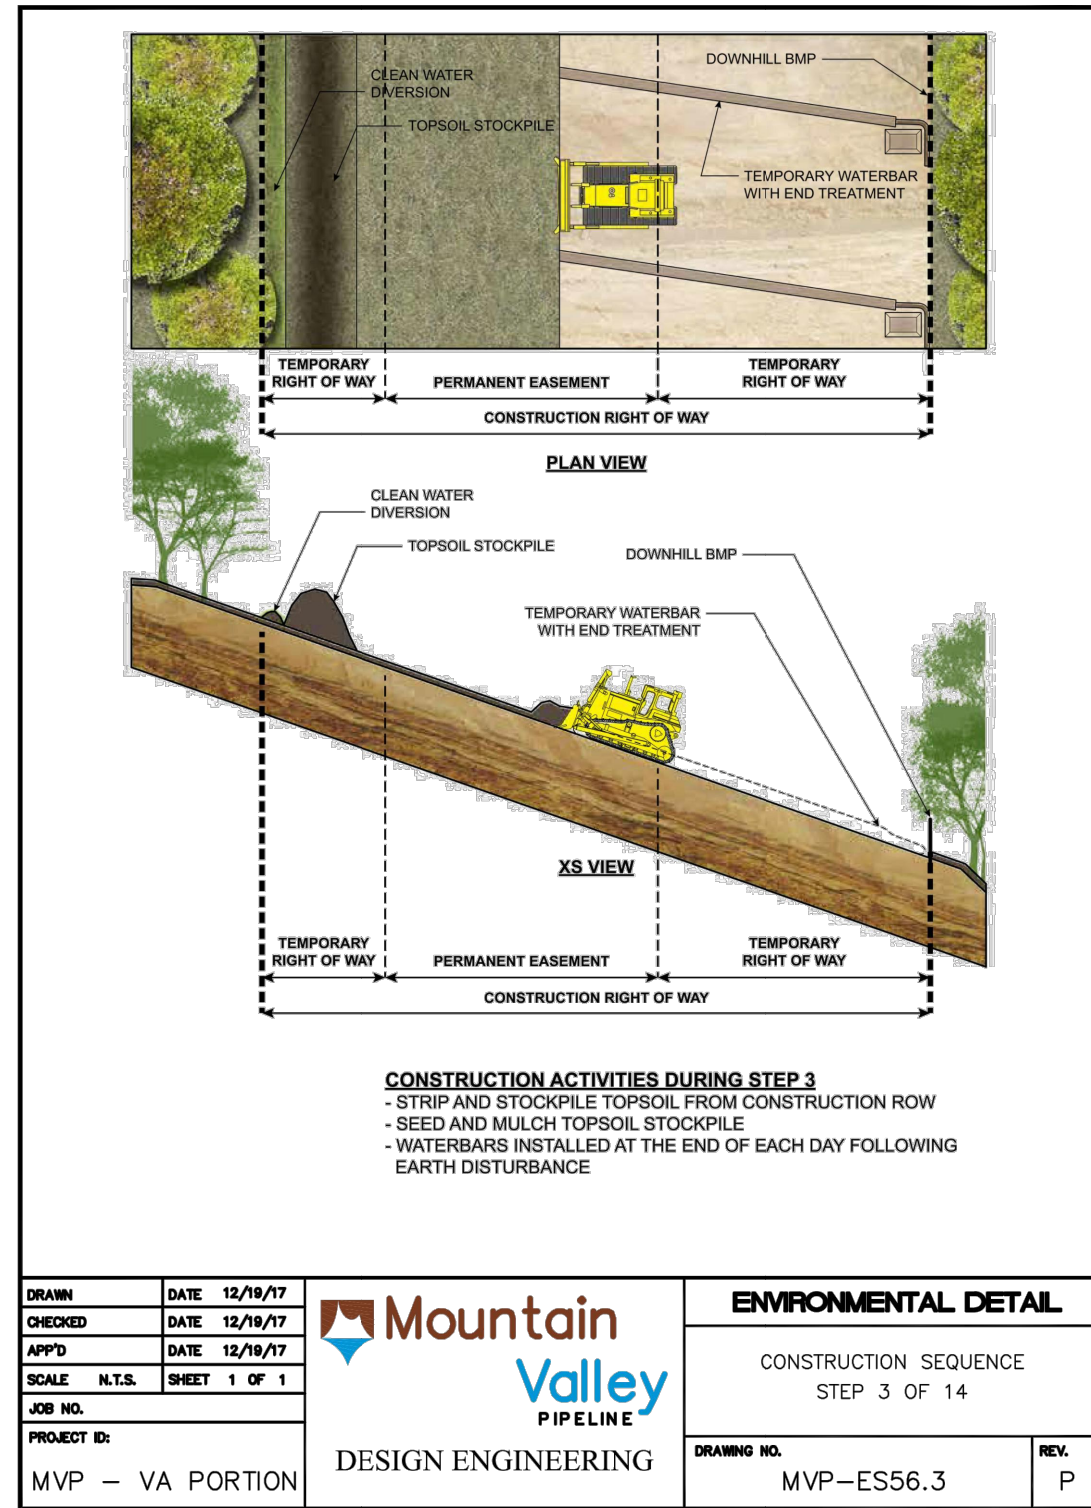 CLEAN WATER
DIVERSION
TOPSOIL STOCKPILE
DOWNHILL BMP
TEMPORARY WATERBAR
WITH END TREATMENT
TEMPORARY
RIGHT OF WAY
PERMANENT EASEMENT
TEMPORARY
RIGHT OF WAY
CONSTRUCTION RIGHT OF WAY
PLAN VIEW
CLEAN WATER
DIVERSION
TOPSOIL STOCKPILE
DOWNHILL BMP
TEMPORARY WATERBAR
WITH END TREATMENT
XS VIEW
TEMPORARY
RIGHT OF WAY
PERMANENT EASEMENT
TEMPORARY
RIGHT OF WAY
CONSTRUCTION RIGHT OF WAY
CONSTRUCTION ACTIVITIES DURING STEP 3
- STRIP AND STOCKPILE TOPSOIL FROM CONSTRUCTION ROW
- SEED AND MULCH TOPSOIL STOCKPILE
- WATERBARS INSTALLED AT THE END OF EACH DAY FOLLOWING
EARTH DISTURBANCE
DRAWN DATE 12/19/17
CHECKED DATE 12/19/17
APP'D DATE 12/19/17
SCALE N.T.S. SHEET 1 OF 1
JOB NO.
PROJECT ID:
MVP - VA PORTION
Mountain
Valley
PIPELINE
DESIGN ENGINEERING
ENVIRONMENTAL DETAIL
CONSTRUCTION SEQUENCE
STEP 3 OF 14
DRAWING NO.
MVP-ES56.3
REV.
P